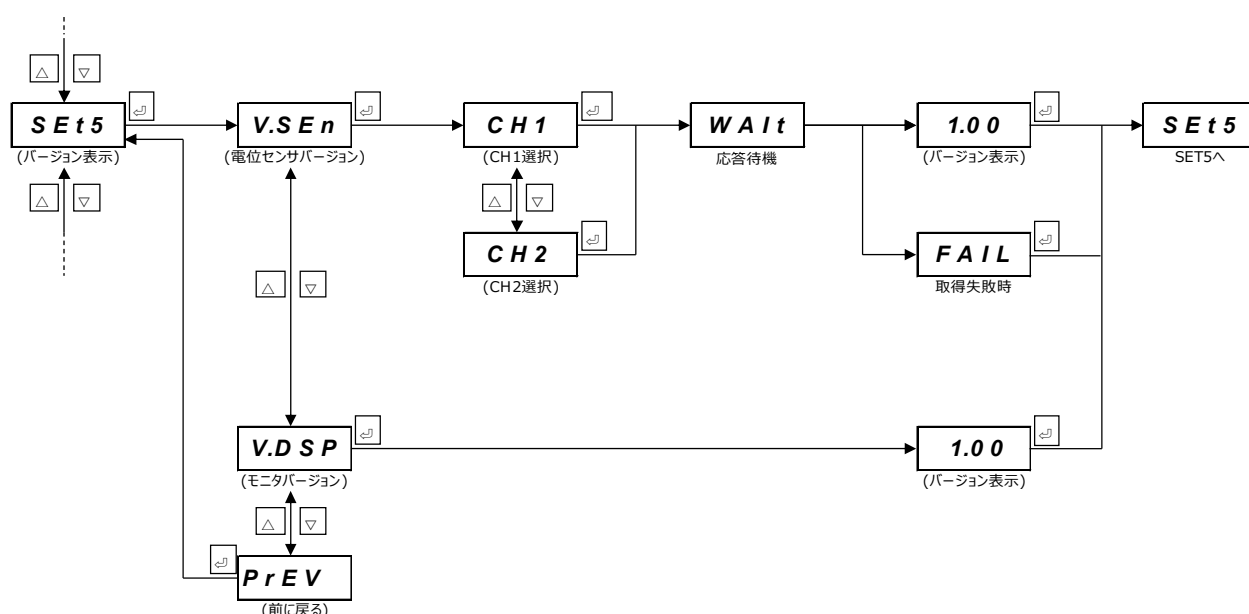 △ ▽
SEt5
(バージョン表示)
△ ▽
⏎
V.SEn
(電位センサバージョン)
⏎
CH1
(CH1選択)
⏎
△ ▽
CH2
(CH2選択)
⏎
WAIt
応答待機
1.00
(バージョン表示)
⏎
FAIL
取得失敗時
⏎
SEt5
SET5へ
△ ▽
V.DSP
(モニタバージョン)
⏎
1.00
(バージョン表示)
⏎
△ ▽
⏎
PrEV
(前に戻る)